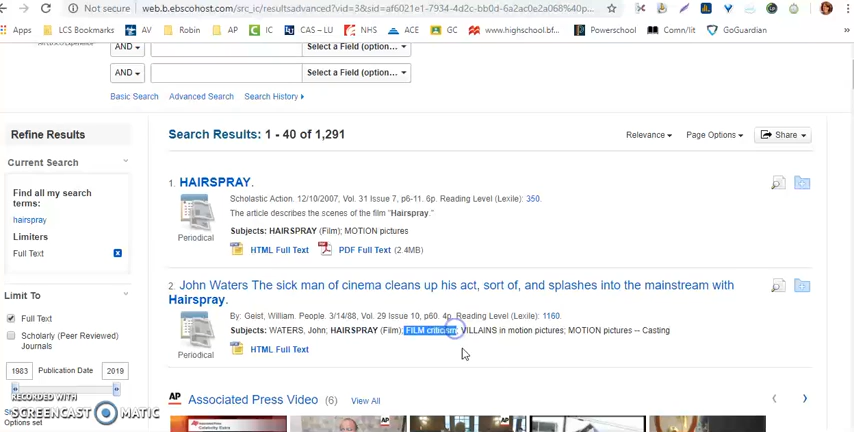 Not secure | web.b.ebscohost.com/src_ic/resultsadvanced?vid=3&sid=af6021e1-7934-4d2c-bb0d-6a2ac0e2a068%40p...
Apps LCS Bookmarks AV Robin AP IC CAS – LU NHS ACE GC www.highschool.bf... Powerschool Comn/lit GoGuardian
AND Select a Field (option...
AND Select a Field (option...
Basic Search Advanced Search Search History
Refine Results
Search Results: 1 - 40 of 1,291
Relevance Page Options Share
Current Search
Find all my search
terms:
hairspray
Limiters
Full Text
Limit To
Full Text
Scholarly (Peer Reviewed)
Journals
1983 Publication Date 2019
Options set
1. HAIRSPRAY.
Scholastic Action. 12/10/2007, Vol. 31 Issue 7, p6-11. 6p. Reading Level (Lexile): 350.
The article describes the scenes of the film "Hairspray."
Periodical
Subjects: HAIRSPRAY (Film); MOTION pictures
HTML Full Text PDF Full Text (2.4MB)
2. John Waters The sick man of cinema cleans up his act, sort of, and splashes into the mainstream with
Hairspray.
By: Geist, William. People. 3/14/88, Vol. 29 Issue 10, p60. 4p. Reading Level (Lexile): 1160.
Subjects: WATERS, John; HAIRSPRAY (Film); FILM criticism; VILLAINS in motion pictures; MOTION pictures -- Casting
Periodical
HTML Full Text
AP Associated Press Video (6) View All
AP
AP
RECORDED WITH
SCREENCAST MATIC